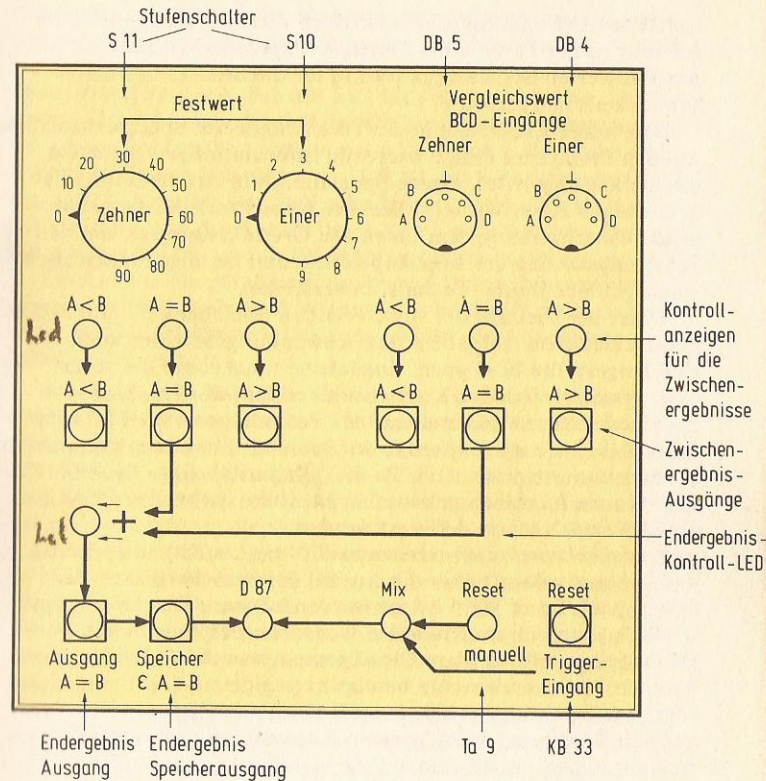 Stufenschalter
S 11
S10
DB 5
DB 4
Festwert
Vergleichswert
BCD-Eingänge
Zehner
Einer
0
10
20
30
40
50
60
70
80
90
Zehner
0
1
2
3
4
5
6
7
8
9
Einer
A
B
C
D
A
B
C
D
Led
A < B
A = B
A > B
A < B
A = B
A > B
A < B
A = B
A > B
A < B
A = B
A > B
Kontroll-
anzeigen
für die
Zwischen-
ergebnisse
Zwischen-
ergebnis-
Ausgänge
+
Endergebnis-
Kontroll-LED
D 87
Mix
Reset
Reset
manuell
Ausgang
A = B
Speicher
Ɛ A = B
Trigger-
Eingang
Endergebnis
Ausgang
Endergebnis
Speicherausgang
Ta 9
KB 33